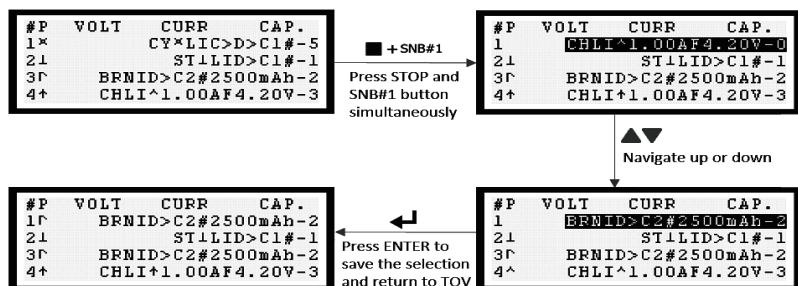 #P VOLT CURR CAP.
1× CY×LIC>D>C1#-5
2⊥ ST⊥LID>C1#-1
3Γ BRNID>C2#2500mAh-2
4↑ CHLI^1.00AF4.20V-3
■ + SNB#1
Press STOP and
SNB#1 button
simultaneously
#P VOLT CURR CAP.
1 CHLI^1.00AF4.20V-0
2⊥ ST⊥LID>C1#-1
3Γ BRNID>C2#2500mAh-2
4↑ CHLI↑1.00AF4.20V-3
▲▼
Navigate up or down
#P VOLT CURR CAP.
1 BRNID>C2#2500mAh-2
2⊥ ST⊥LID>C1#-1
3Γ BRNID>C2#2500mAh-2
4^ CHLI^1.00AF4.20V-3
↵
Press ENTER to
save the selection
and return to TOV
#P VOLT CURR CAP.
1Γ BRNID>C2#2500mAh-2
2⊥ ST⊥LID>C1#-1
3Γ BRNID>C2#2500mAh-2
4↑ CHLI↑1.00AF4.20V-3